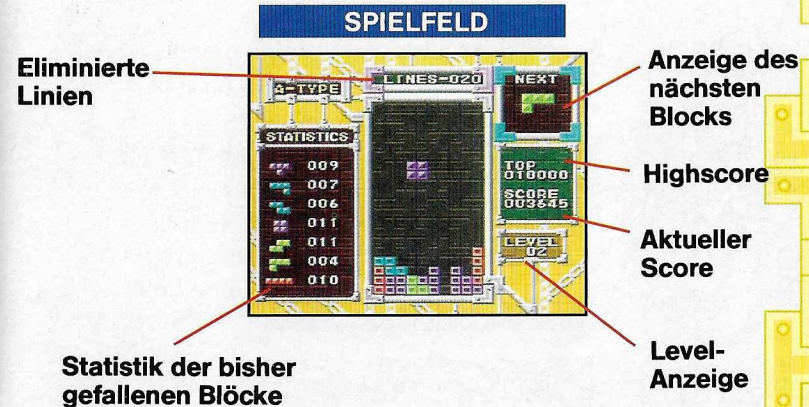 SPIELFELD
Eliminierte
Linien
A-TYPE
LINES-020
NEXT
Anzeige des
nächsten
Blocks
STATISTICS
009
007
006
011
011
004
010
TOP
010000
SCORE
003645
LEVEL
02
Highscore
Aktueller
Score
Level-
Anzeige
Statistik der bisher
gefallenen Blöcke